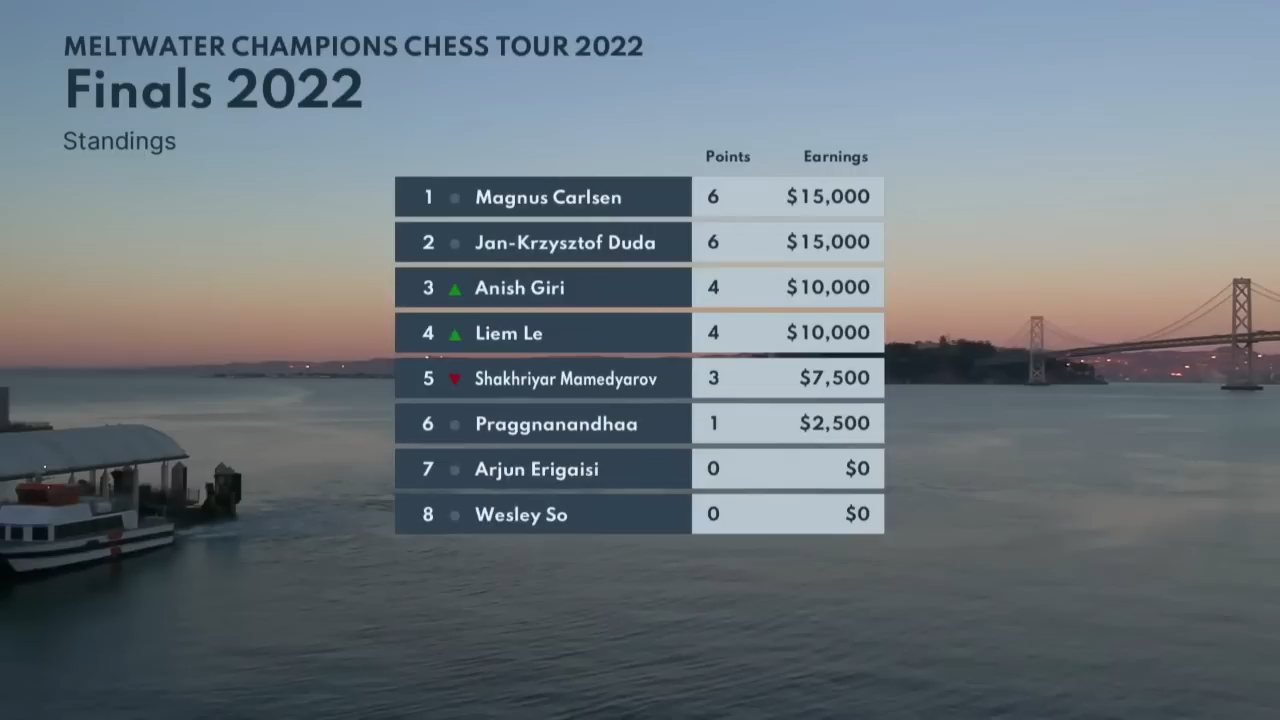 MELTWATER CHAMPIONS CHESS TOUR 2022
Finals 2022
Standings
Points Earnings
1 Magnus Carlsen 6 $15,000
2 Jan-Krzysztof Duda 6 $15,000
3 Anish Giri 4 $10,000
4 Liem Le 4 $10,000
5 Shakhriyar Mamedyarov 3 $7,500
6 Praggnanandhaa 1 $2,500
7 Arjun Erigaisi 0 $0
8 Wesley So 0 $0